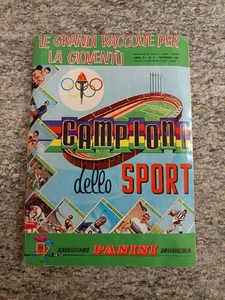 LE GRANDI RACCOLTE PER
LA GIOVENTÙ
CAMPIONI
dello SPORT
EDIZIONI PANINI MODENA